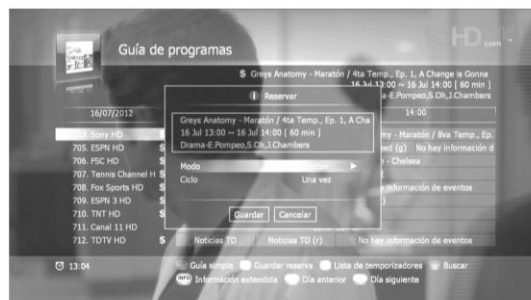 HD
com
Guía de programas
$ Greys Anatomy - Maratón / 4ta Temp., Ep. 1, A Change is Gonna
16 Jul 13:00 ~ 16 Jul 14:00 [ 60 min ]
a-E.Pompeo,S.Oh,J.Chambers
Reservar
16/07/2012
14:00
Greys Anatomy - Maratón / 4ta Temp., Ep. 1, A Cha
16 Jul 13:00 ~ 16 Jul 14:00 [ 60 min ]
Drama-E.Pompeo,S.Oh,J.Chambers
Sony HD $
my - Maratón / 8va Temp., Ep.
705. ESPN HD $
(g) No hay información d
706. PSC HD
- Chelsea
707. Tennis Channel H $
Modo
708. Fox Sports HD $
Ciclo
Una vez
información de eventos
709. ESPN 3 HD
710. TNT HD $
Guardar Cancelar
711. Canal 11 HD
712. TDTV HD $
Noticias TD
Noticias TD (r)
No hay información de eventos
13:04
Guía simple
Guardar reserva
Lista de temporizadores
Buscar
INFO Información extendida
Día anterior
Día siguiente